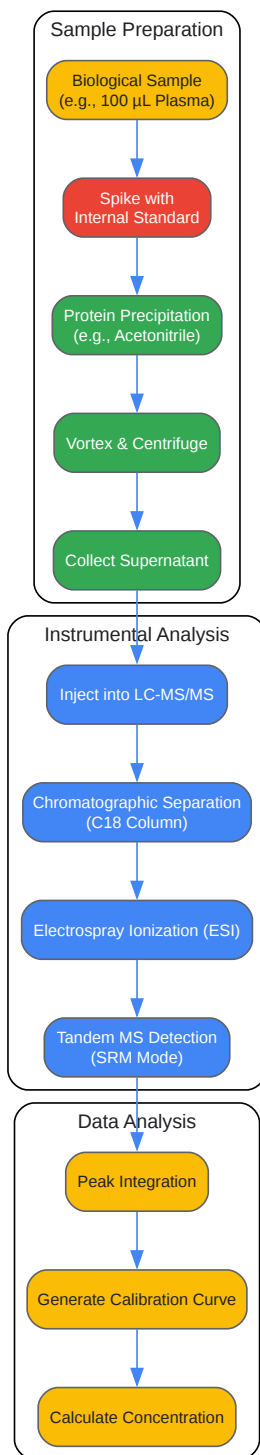 Sample Preparation
Biological Sample
(e.g., 100 µL Plasma)
Spike with
Internal Standard
Protein Precipitation
(e.g., Acetonitrile)
Vortex & Centrifuge
Collect Supernatant
Instrumental Analysis
Inject into LC-MS/MS
Chromatographic Separation
(C18 Column)
Electrospray Ionization (ESI)
Tandem MS Detection
(SRM Mode)
Data Analysis
Peak Integration
Generate Calibration Curve
Calculate Concentration